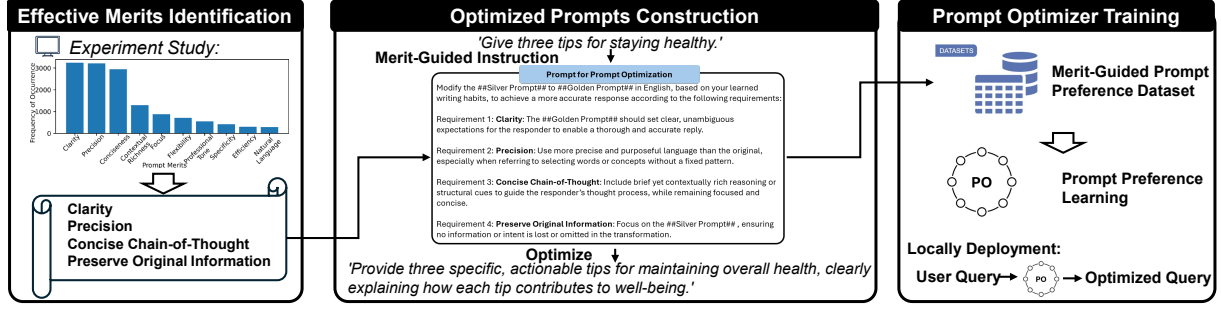 Effective Merits Identification
Experiment Study:
Frequency of Occurrence
3000
2000
1000
0
Clarity
Precision
Conciseness
Contextual
Richness
Focus
Flexibility
Professional
Tone
Specificity
Efficiency
Natural
Language
Prompt Merits
Clarity
Precision
Concise Chain-of-Thought
Preserve Original Information
Optimized Prompts Construction
'Give three tips for staying healthy.'
Merit-Guided Instruction
Prompt for Prompt Optimization
Modify the ##Silver Prompt## to ##Golden Prompt## in English, based on your learned
writing habits, to achieve a more accurate response according to the following requirements:
Requirement 1: Clarity: The ##Golden Prompt## should set clear, unambiguous
expectations for the responder to enable a thorough and accurate reply.
Requirement 2: Precision: Use more precise and purposeful language than the original,
especially when referring to selecting words or concepts without a fixed pattern.
Requirement 3: Concise Chain-of-Thought: Include brief yet contextually rich reasoning or
structural cues to guide the responder's thought process, while remaining focused and
concise.
Requirement 4: Preserve Original Information: Focus on the ##Silver Prompt## , ensuring
no information or intent is lost or omitted in the transformation.
Optimize
'Provide three specific, actionable tips for maintaining overall health, clearly
explaining how each tip contributes to well-being.'
Prompt Optimizer Training
DATASETS
Merit-Guided Prompt
Preference Dataset
PO
Prompt Preference
Learning
Locally Deployment:
User Query
PO
Optimized Query